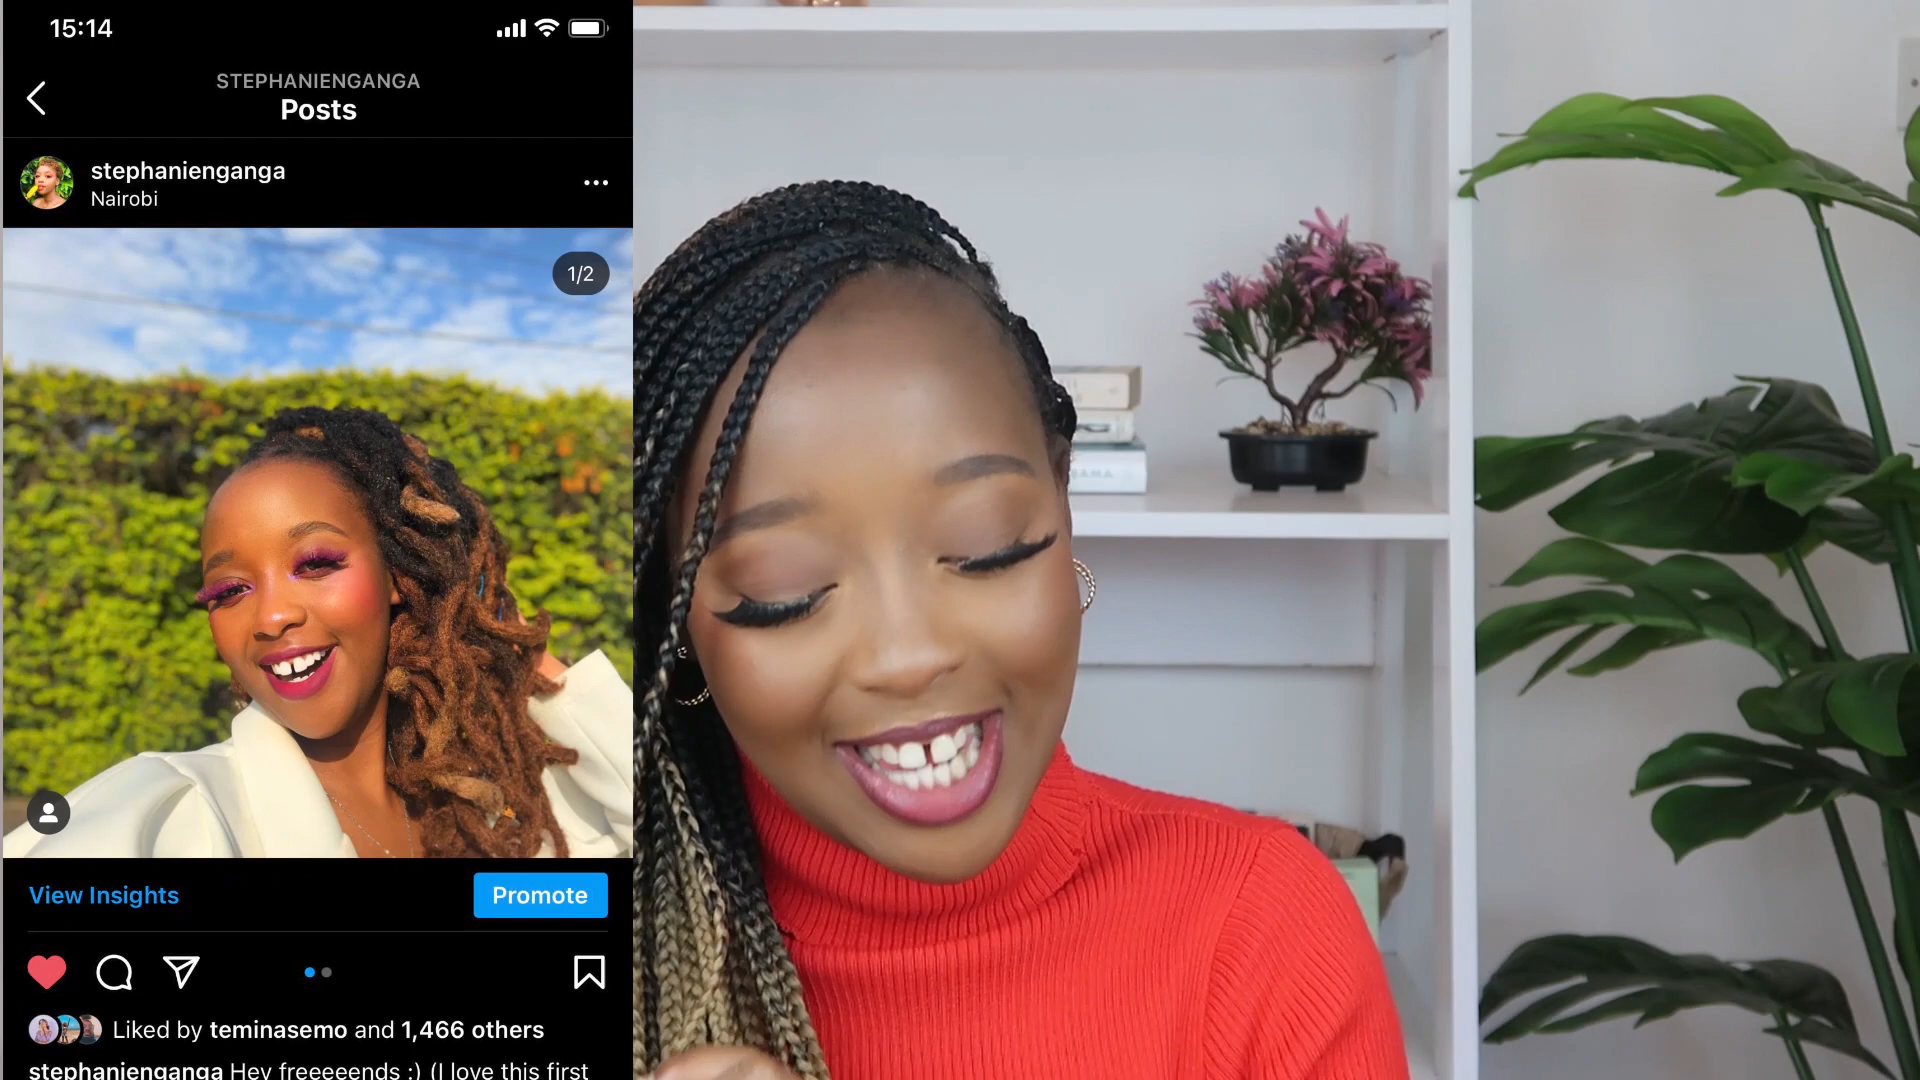 15:14
STEPHANIENGANGA
Posts
stephanienganga
Nairobi
1/2
View Insights
Promote
Liked by teminasemo and 1,466 others
stephanienganga Hey freeeeends :) (I love this first